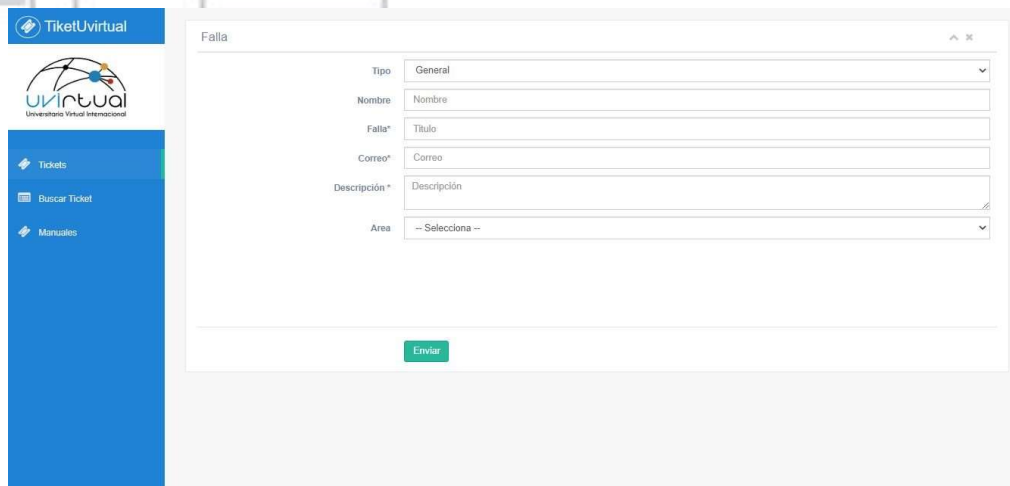 TiketUvirtual
uvirtual
Universitario Virtual Internacional
Tickets
Buscar Ticket
Manuales
Falla
Tipo General
Nombre Nombre
Falla* Titulo
Correo* Correo
Descripción * Descripción
Area -- Selecciona --
Enviar